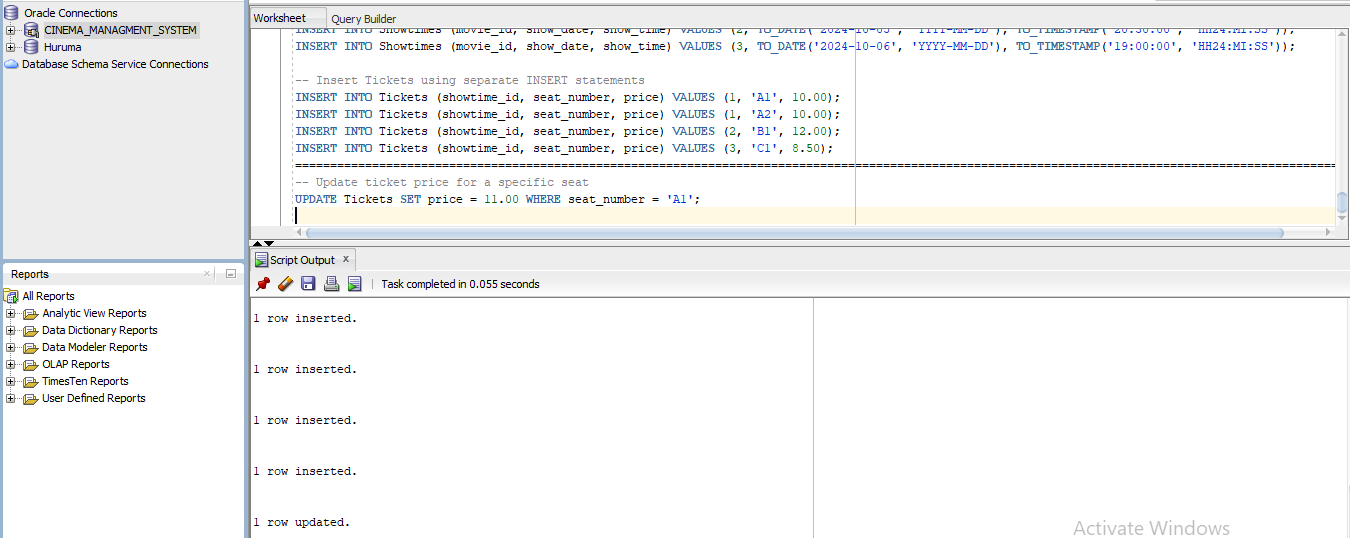 Oracle Connections
CINEMA_MANAGMENT_SYSTEM
Huruma
Database Schema Service Connections
Worksheet Query Builder
INSERT INTO Showtimes (movie_id, show_date, show_time) VALUES (2, TO_DATE('2024-10-05', 'YYYY-MM-DD'), TO_TIMESTAMP('20:30:00', 'HH24:MI:SS'));
INSERT INTO Showtimes (movie_id, show_date, show_time) VALUES (3, TO_DATE('2024-10-06', 'YYYY-MM-DD'), TO_TIMESTAMP('19:00:00', 'HH24:MI:SS'));
-- Insert Tickets using separate INSERT statements
INSERT INTO Tickets (showtime_id, seat_number, price) VALUES (1, 'A1', 10.00);
INSERT INTO Tickets (showtime_id, seat_number, price) VALUES (1, 'A2', 10.00);
INSERT INTO Tickets (showtime_id, seat_number, price) VALUES (2, 'B1', 12.00);
INSERT INTO Tickets (showtime_id, seat_number, price) VALUES (3, 'C1', 8.50);
-- Update ticket price for a specific seat
UPDATE Tickets SET price = 11.00 WHERE seat_number = 'A1';
Reports
All Reports
Analytic View Reports
Data Dictionary Reports
Data Modeler Reports
OLAP Reports
TimesTen Reports
User Defined Reports
Script Output x
Task completed in 0.055 seconds
1 row inserted.
1 row inserted.
1 row inserted.
1 row inserted.
1 row updated.
Activate Windows